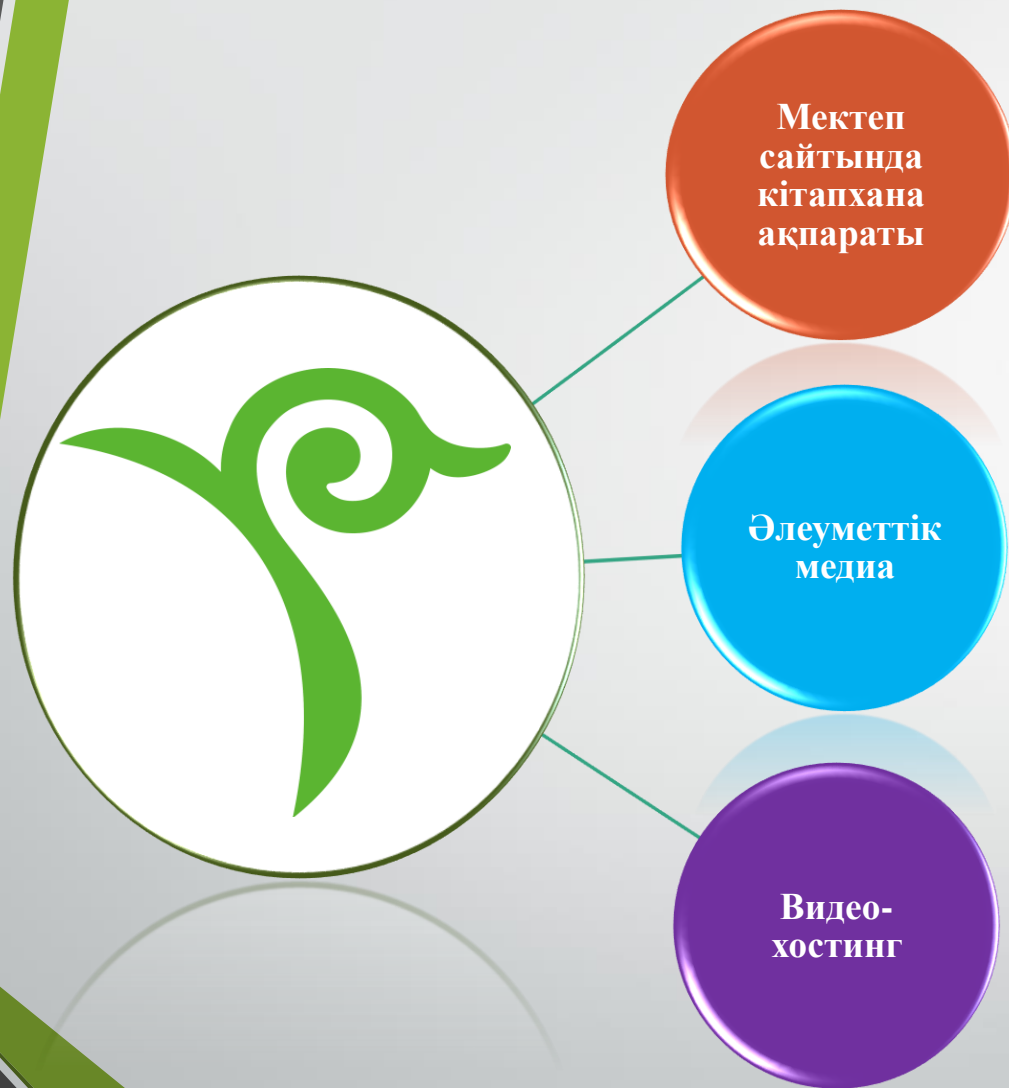 Мектеп
сайтында
кітапхана
ақпараты
Әлеуметтік
медиа
Видео-
хостинг